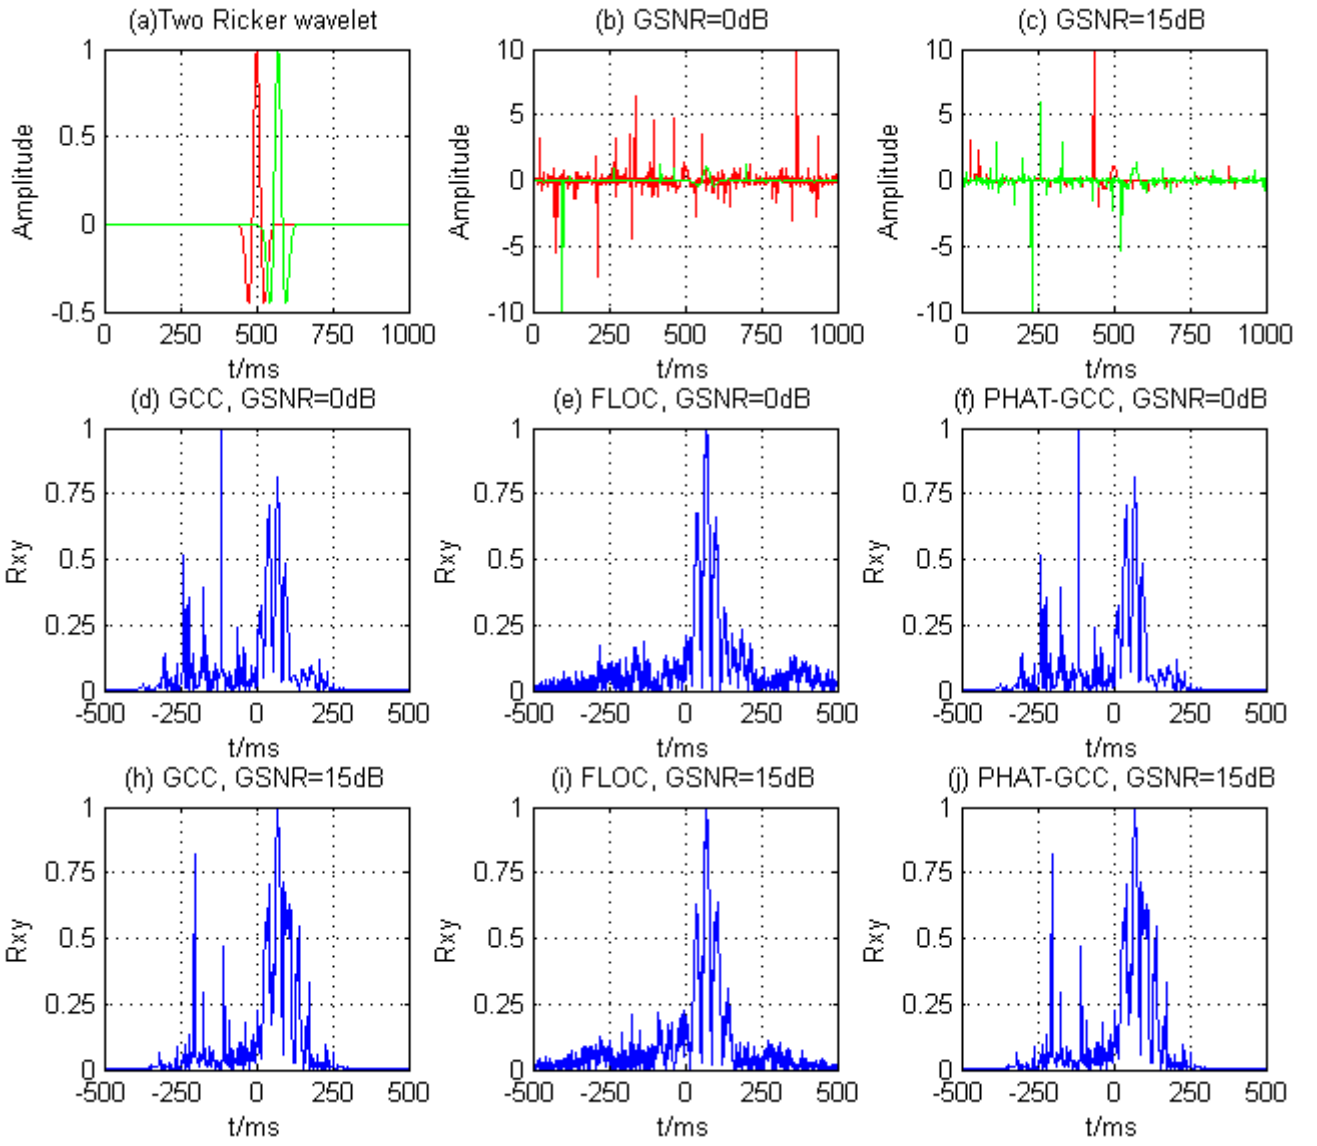 (a)Two Ricker wavelet (b) GSNR=0dB (c) GSNR=15dB
1 10 10
0.5 5 5
0 0 0
-5 -5
-0.5 -10 -10
Amplitude Amplitude Amplitude
0 250 500 750 1000 0 250 500 750 1000 0 250 500 750 1000
t/ms t/ms t/ms
(d) GCC, GSNR=0dB (e) FLOC, GSNR=0dB (f) PHAT-GCC, GSNR=0dB
1 1 1
0.75 0.75 0.75
0.5 0.5 0.5
Rxy Rxy Rxy
0.25 0.25 0.25
0 0 0
-500 -250 0 250 500 -500 -250 0 250 500 -500 -250 0 250 500
t/ms t/ms t/ms
(h) GCC, GSNR=15dB (i) FLOC, GSNR=15dB (j) PHAT-GCC, GSNR=15dB
1 1 1
0.75 0.75 0.75
0.5 0.5 0.5
Rxy Rxy Rxy
0.25 0.25 0.25
0 0 0
-500 -250 0 250 500 -500 -250 0 250 500 -500 -250 0 250 500
t/ms t/ms t/ms